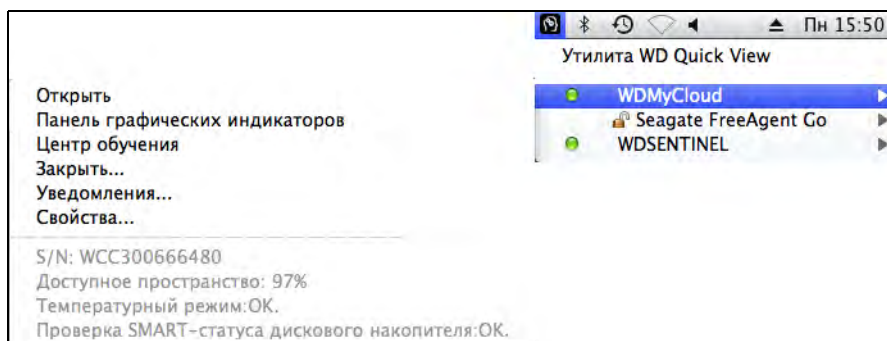 Пн 15:50
Утилита WD Quick View
WDMyCloud
Seagate FreeAgent Go
WDSENTINEL
Открыть
Панель графических индикаторов
Центр обучения
Закрыть...
Уведомления...
Свойства...
S/N: WCC300666480
Доступное пространство: 97%
Температурный режим:OK.
Проверка SMART-статуса дискового накопителя:OK.